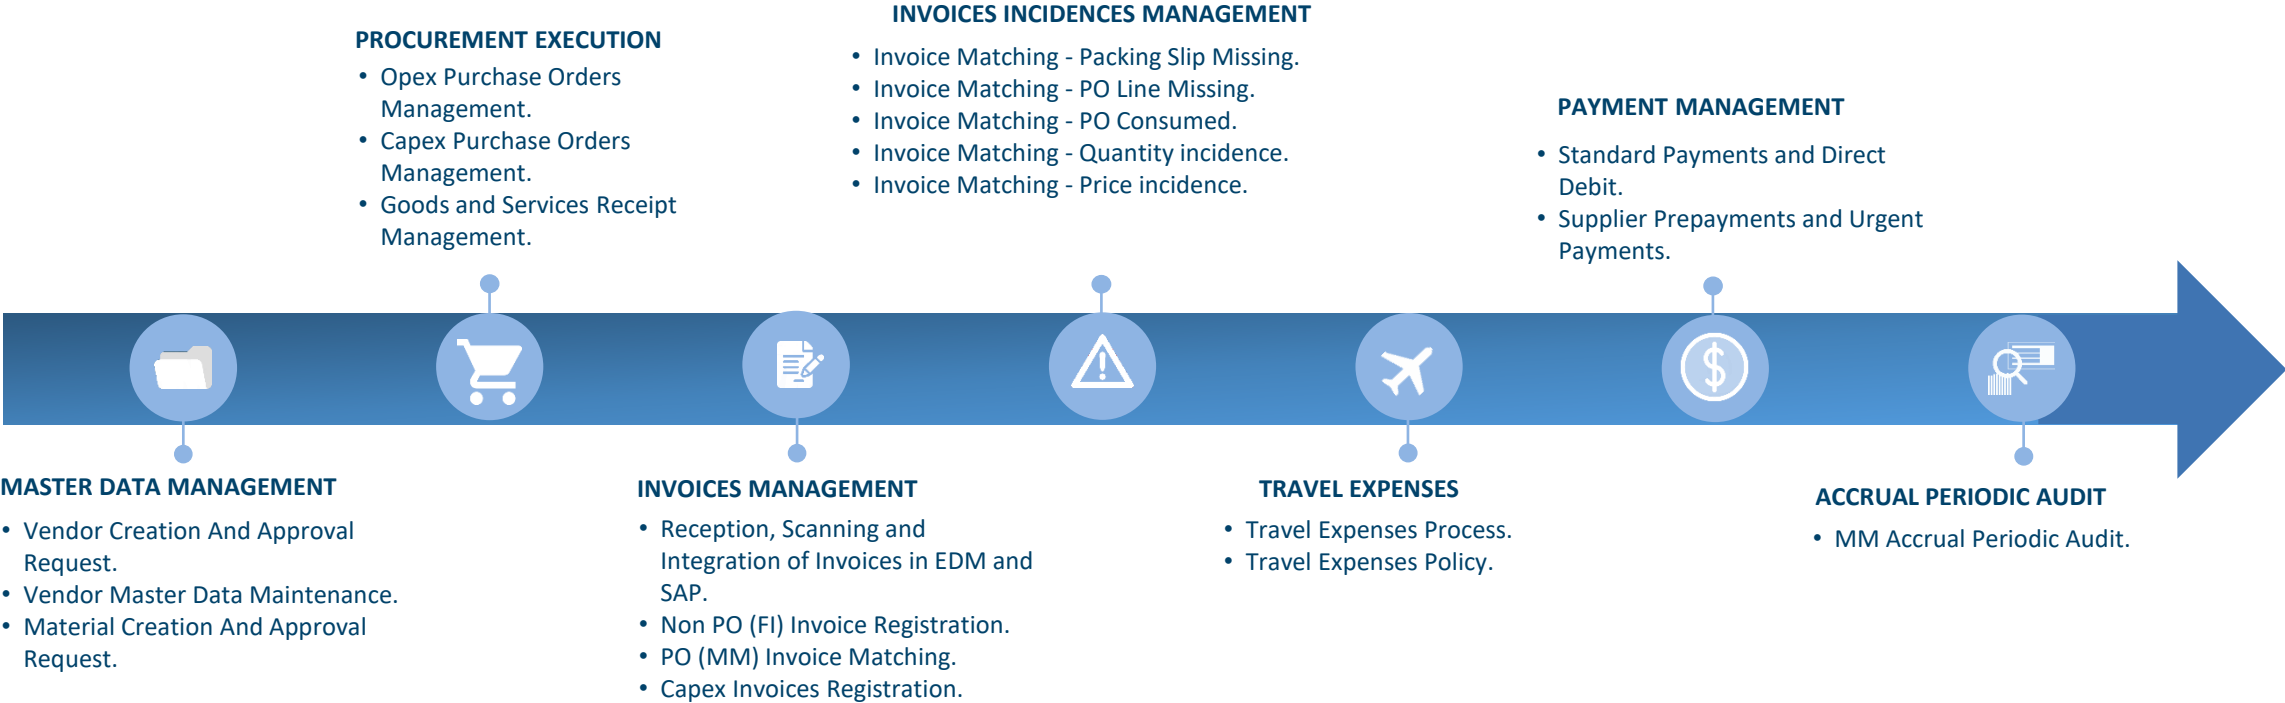 INVOICES INCIDENCES MANAGEMENT
• Invoice Matching - Packing Slip Missing.
• Invoice Matching - PO Line Missing.
• Invoice Matching - PO Consumed.
• Invoice Matching - Quantity incidence.
• Invoice Matching - Price incidence.
PROCUREMENT EXECUTION
• Opex Purchase Orders
Management.
• Capex Purchase Orders
Management.
• Goods and Services Receipt
Management.
PAYMENT MANAGEMENT
• Standard Payments and Direct
Debit.
• Supplier Prepayments and Urgent
Payments.
$
MASTER DATA MANAGEMENT
• Vendor Creation And Approval
Request.
• Vendor Master Data Maintenance.
• Material Creation And Approval
Request.
INVOICES MANAGEMENT
• Reception, Scanning and
Integration of Invoices in EDM and
SAP.
• Non PO (FI) Invoice Registration.
• PO (MM) Invoice Matching.
• Capex Invoices Registration.
TRAVEL EXPENSES
• Travel Expenses Process.
• Travel Expenses Policy.
ACCRUAL PERIODIC AUDIT
• MM Accrual Periodic Audit.